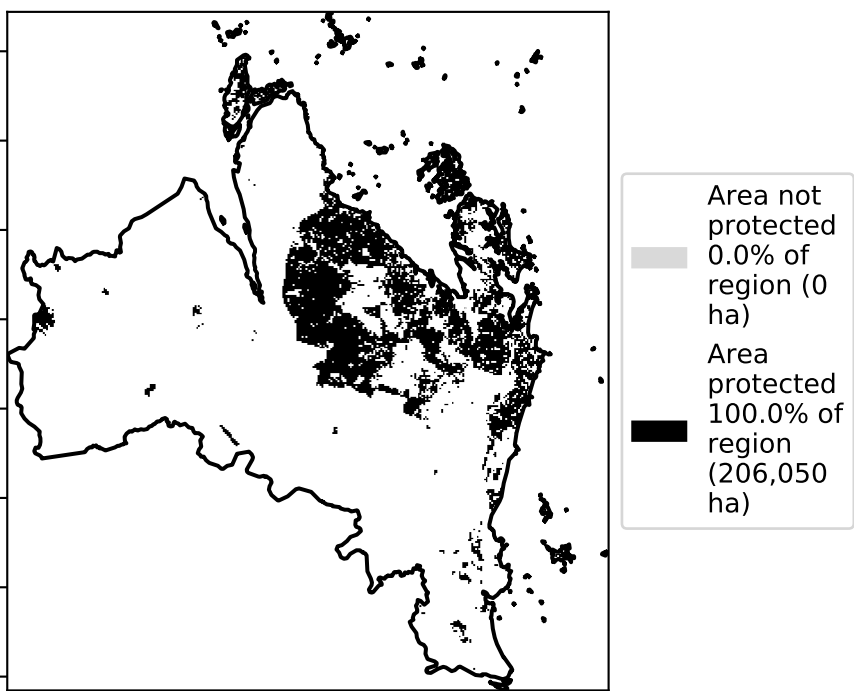 Area not
protected
0.0% of
region (0
ha)
Area
protected
100.0% of
region
(206,050
ha)